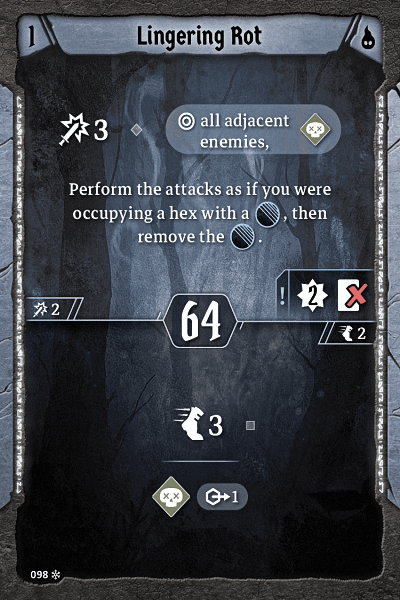 1 Lingering Rot
3 all adjacent
enemies,
Perform the attacks as if you were
occupying a hex with a , then
remove the .
! 2
2 64 2
3
1
098